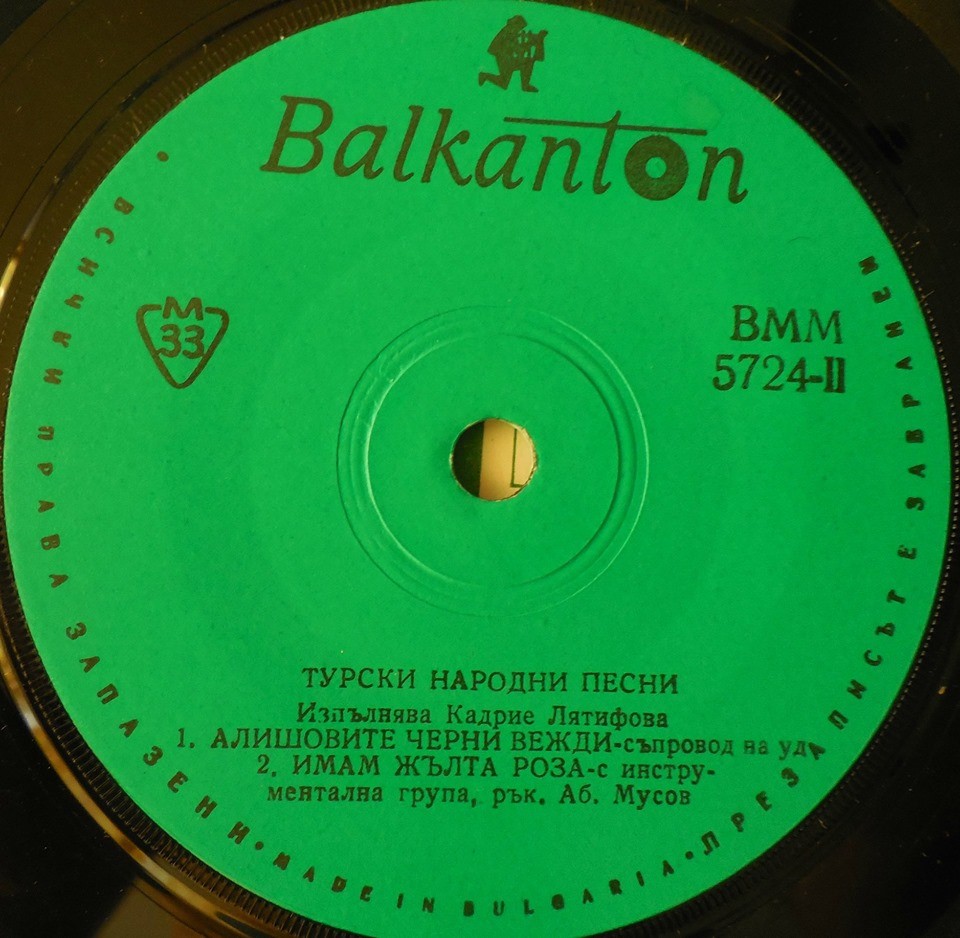 Balkanton
М
33
ВММ
5724-II
ТУРСКИ НАРОДНИ ПЕСНИ
Изпълнява Кадрие Лятифова
1. АЛИШОВИТЕ ЧЕРНИ ВЕЖДИ-съпровод на уд
2. ИМАМ ЖЪЛТА РОЗА-с инстру-
ментална група, рък. Аб. Мусов
• ВСИЧКИ ПРАВА ЗАПАЗЕНИ • MADE IN BULGARIA • ПРЕЗАПИСЪТ Е ЗАБРАНЕН